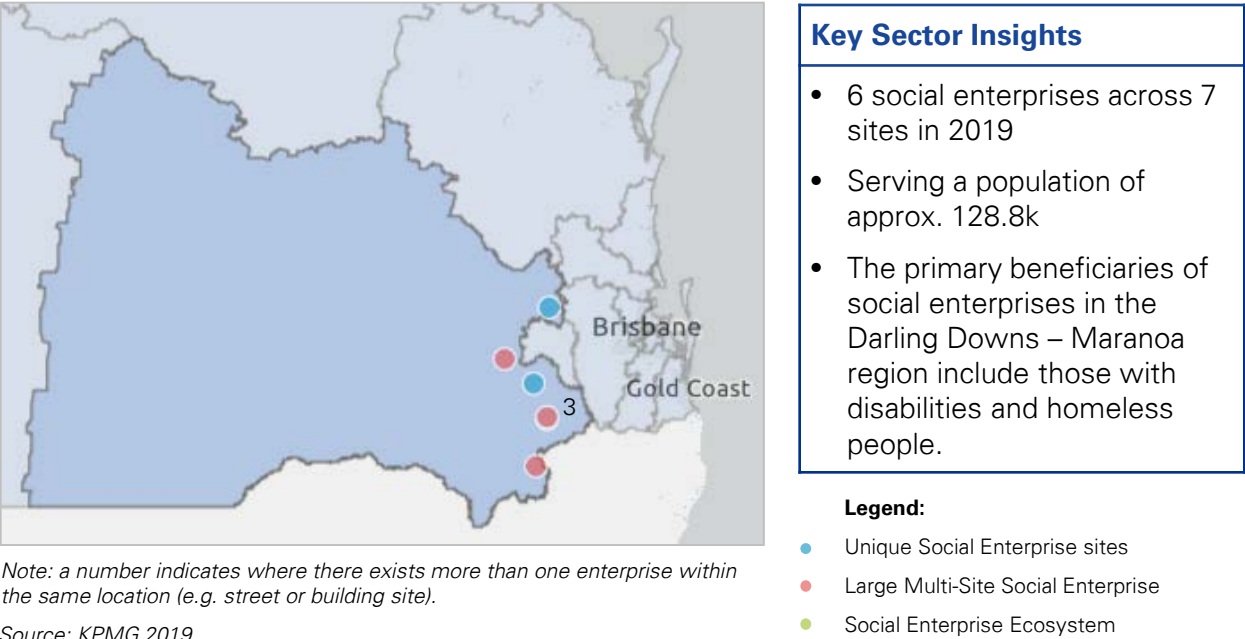 Brisbane
Gold Coast
3
Note: a number indicates where there exists more than one enterprise within
the same location (e.g. street or building site).
Source: KPMG 2019
Key Sector Insights
• 6 social enterprises across 7
sites in 2019
• Serving a population of
approx. 128.8k
• The primary beneficiaries of
social enterprises in the
Darling Downs – Maranoa
region include those with
disabilities and homeless
people.
Legend:
Unique Social Enterprise sites
Large Multi-Site Social Enterprise
Social Enterprise Ecosystem